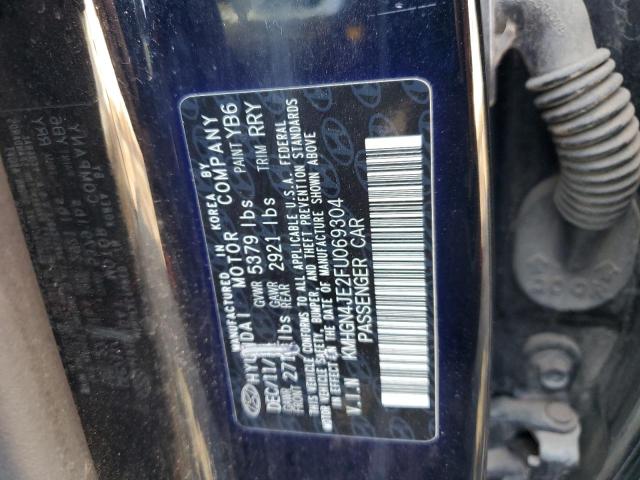 MANUFACTURED IN KOREA BY
HYUNDAI MOTOR COMPANY
DEC/11/ GVWR 5379 lbs PAINT YB6
GAWR FRONT lbs GAWR REAR 2921 lbs TRIM RRY
THIS VEHICLE CONFORMS TO ALL APPLICABLE U.S.A. FEDERAL
MOTOR VEHICLE SAFETY, BUMPER, AND THEFT PREVENTION STANDARDS
IN EFFECT ON THE DATE OF MANUFACTURE SHOWN ABOVE
V.I.N KMHGN4JE2FU069304
PASSENGER CAR